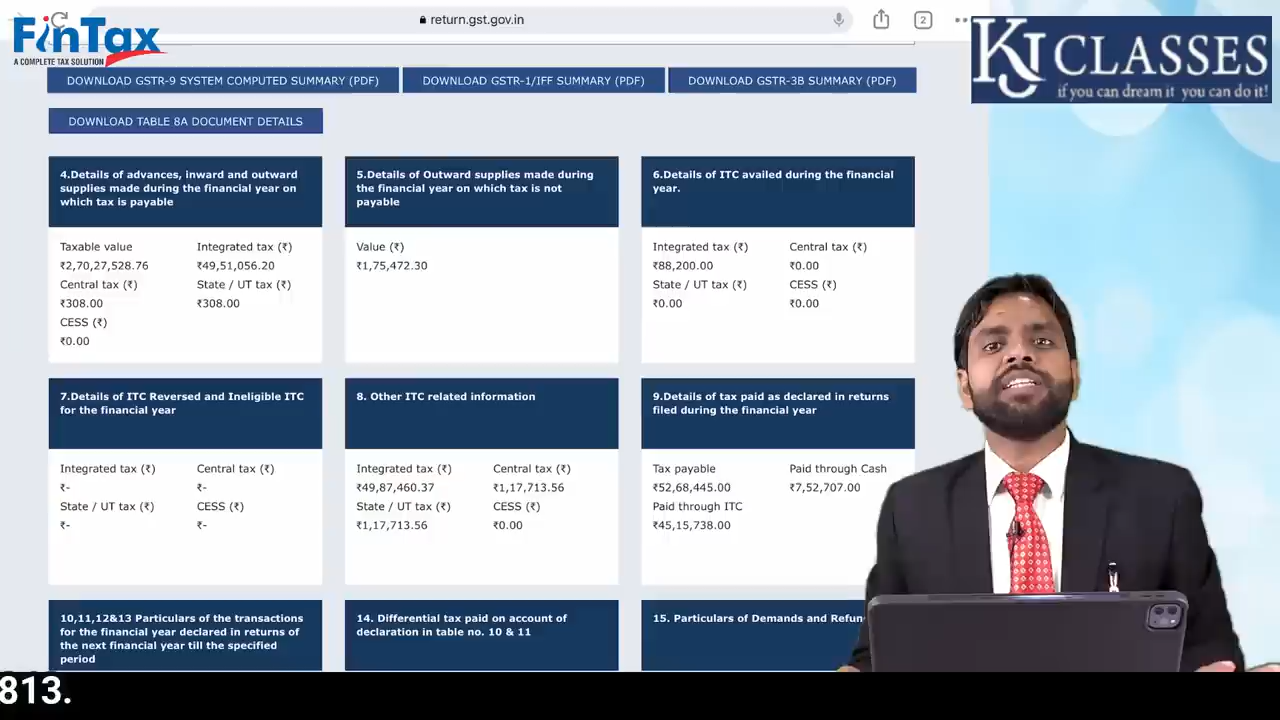 FinTax
A COMPLETE TAX SOLUTION
return.gst.gov.in
2
KJ CLASSES
if you can dream it you can do it!
DOWNLOAD GSTR-9 SYSTEM COMPUTED SUMMARY (PDF)
DOWNLOAD GSTR-1/IFF SUMMARY (PDF)
DOWNLOAD GSTR-3B SUMMARY (PDF)
DOWNLOAD TABLE 8A DOCUMENT DETAILS
4.Details of advances, inward and outward
supplies made during the financial year on
which tax is payable
Taxable value
₹2,70,27,528.76
Integrated tax (₹)
₹49,51,056.20
Central tax (₹)
₹308.00
State / UT tax (₹)
₹308.00
CESS (₹)
₹0.00
5.Details of Outward supplies made during
the financial year on which tax is not
payable
Value (₹)
₹1,75,472.30
6.Details of ITC availed during the financial
year.
Integrated tax (₹)
₹88,200.00
Central tax (₹)
₹0.00
State / UT tax (₹)
₹0.00
CESS (₹)
₹0.00
7.Details of ITC Reversed and Ineligible ITC
for the financial year
Integrated tax (₹)
₹-
Central tax (₹)
₹-
State / UT tax (₹)
₹-
CESS (₹)
₹-
8. Other ITC related information
Integrated tax (₹)
₹49,87,460.37
Central tax (₹)
₹1,17,713.56
State / UT tax (₹)
₹1,17,713.56
CESS (₹)
₹0.00
9.Details of tax paid as declared in returns
filed during the financial year
Tax payable
₹52,68,445.00
Paid through Cash
₹7,52,707.00
Paid through ITC
₹45,15,738.00
10,11,12&13 Particulars of the transactions
for the financial year declared in returns of
the next financial year till the specified
period
14. Differential tax paid on account of
declaration in table no. 10 & 11
15. Particulars of Demands and Refun
813.